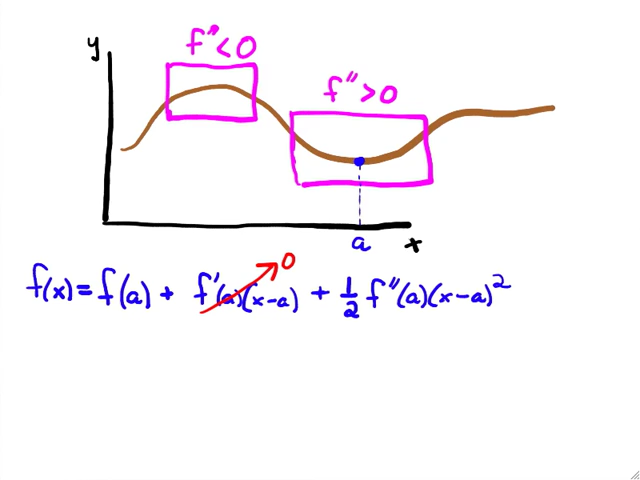 f''<0
y
f''>0
a
x
0
f(x) = f(a) + f'(a)(x-a) + 1/2 f''(a)(x-a)²